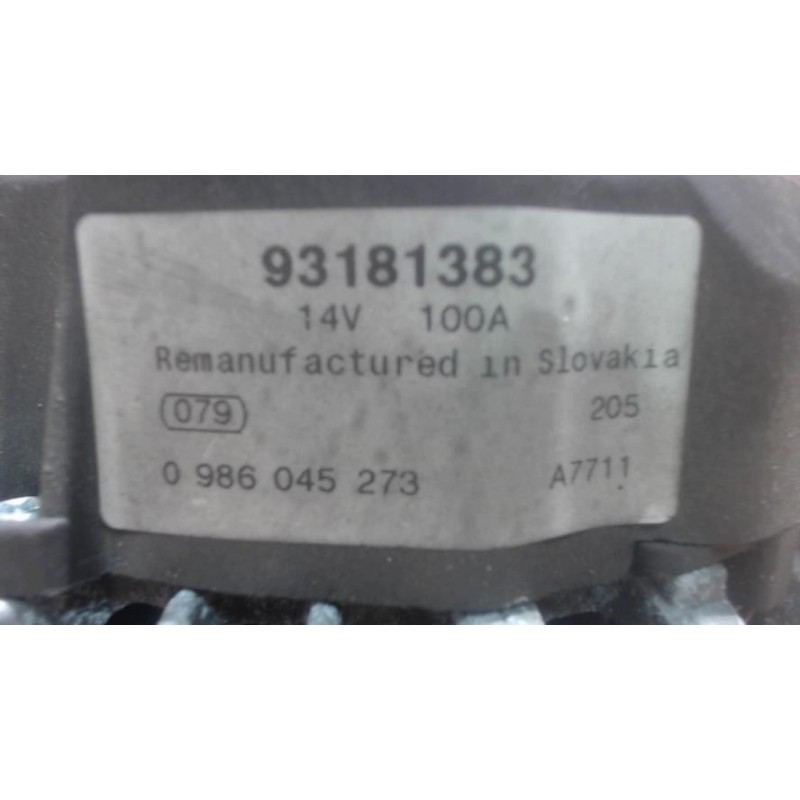 93181383
14V 100A
Remanufactured in Slovakia
079 205
0 986 045 273 A7711